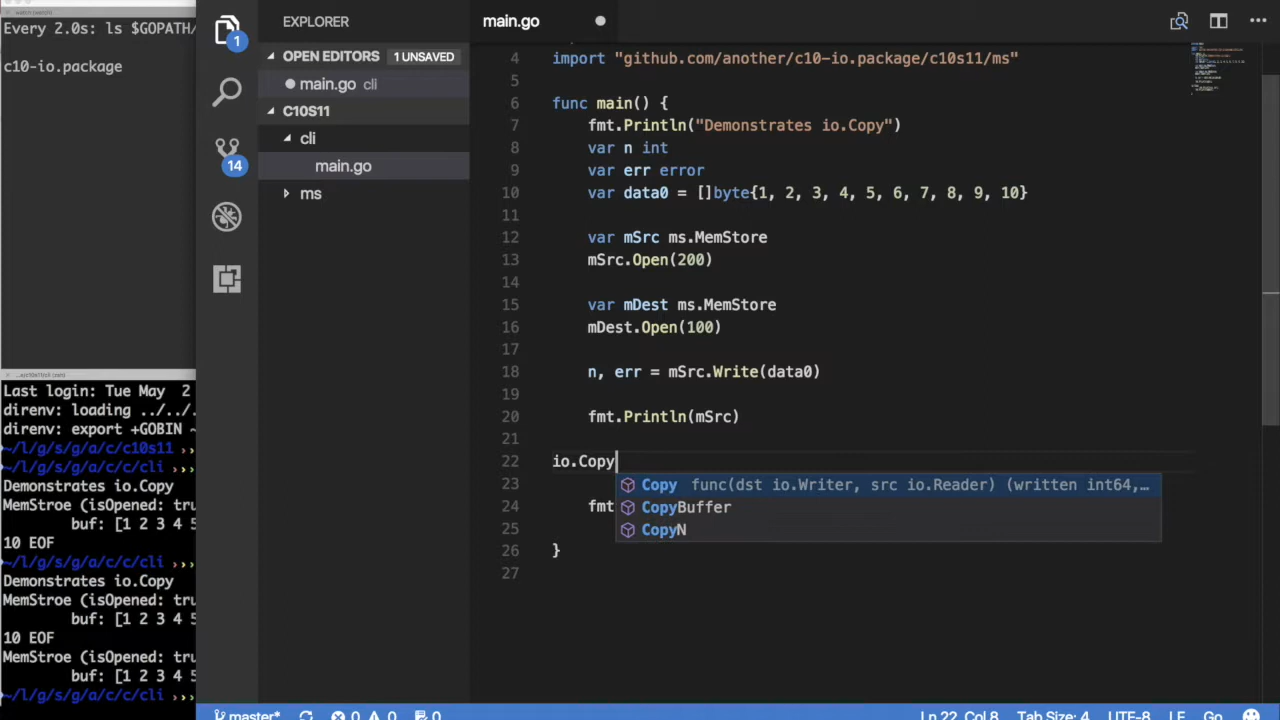 Every 2.0s: ls $GOPATH/
c10-io.package
Last login: Tue May 2
direnv: loading ../../.
direnv: export +GOBIN ~
~/l/g/s/g/a/c/c10s11 ›››
~/l/g/s/g/a/c/c/cli ›››
Demonstrates io.Copy
MemStroe (isOpened: tru
buf: [1 2 3 4 5
10 EOF
~/l/g/s/g/a/c/c/cli ›››
Demonstrates io.Copy
MemStroe (isOpened: tru
buf: [1 2 3 4 5
10 EOF
MemStroe (isOpened: tru
buf: [1 2 3 4 5
~/l/g/s/g/a/c/c/cli ›››
1
14
EXPLORER
OPEN EDITORS 1 UNSAVED
main.go cli
C10S11
cli
main.go
ms
main.go
4 import "github.com/another/c10-io.package/c10s11/ms"
5
6 func main() {
7 fmt.Println("Demonstrates io.Copy")
8 var n int
9 var err error
10 var data0 = []byte{1, 2, 3, 4, 5, 6, 7, 8, 9, 10}
11
12 var mSrc ms.MemStore
13 mSrc.Open(200)
14
15 var mDest ms.MemStore
16 mDest.Open(100)
17
18 n, err = mSrc.Write(data0)
19
20 fmt.Println(mSrc)
21
22 io.Copy
23 Copy func(dst io.Writer, src io.Reader) (written int64,…
24 fmt CopyBuffer
25 CopyN
26 }
27
master* 0 0 0 Ln 22, Col 8 Tab Size: 4 UTF-8 LF Go